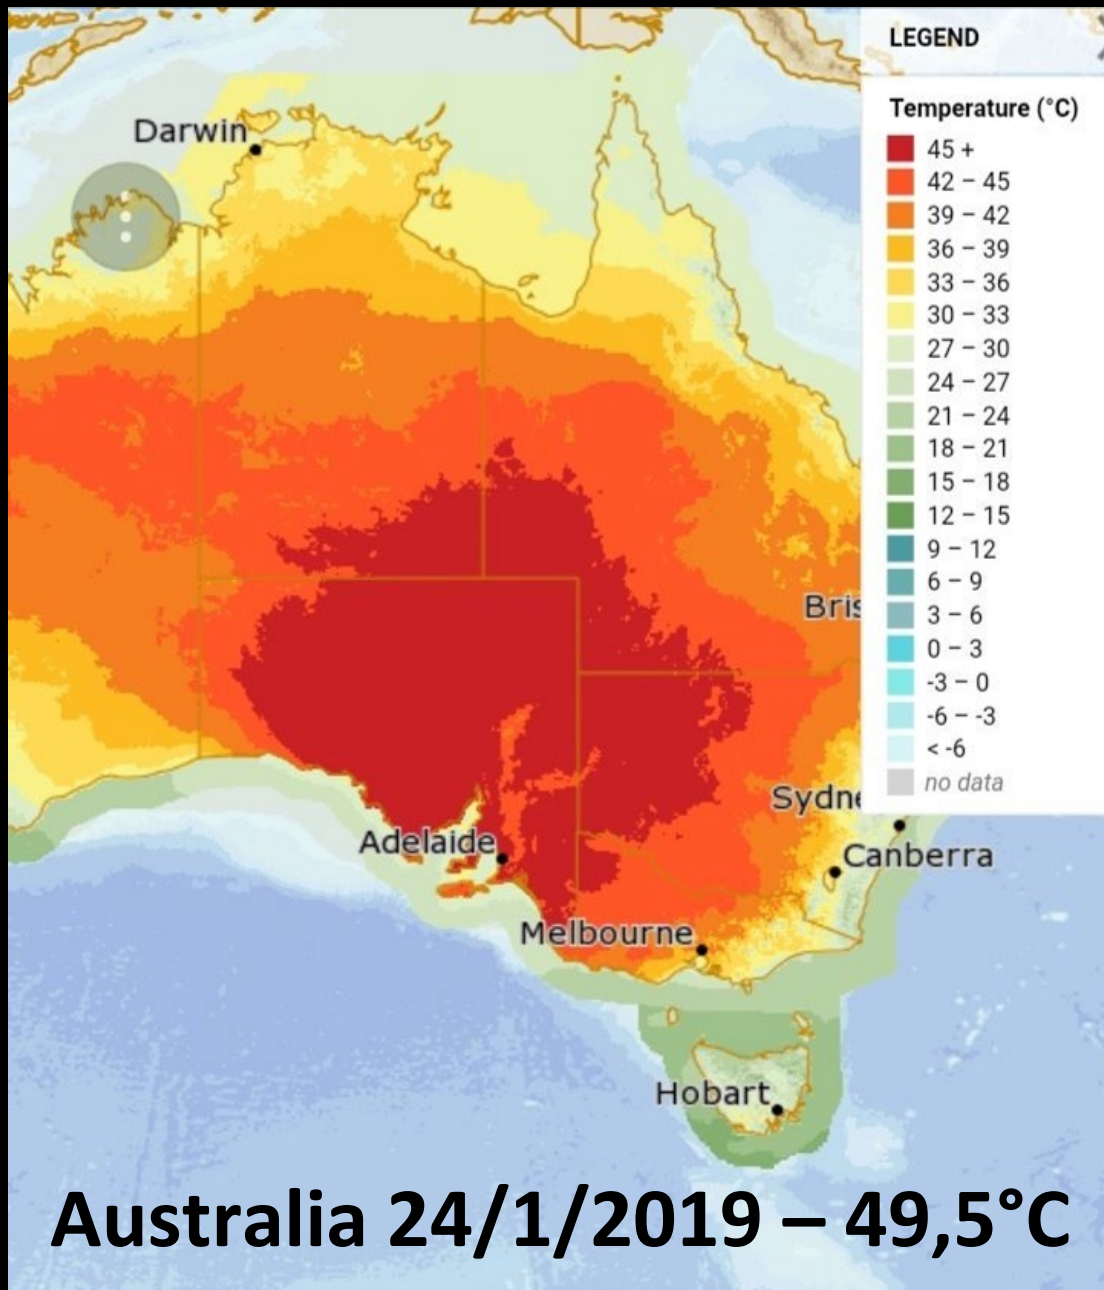 LEGEND
Temperature (°C)
45 +
42 – 45
39 – 42
36 – 39
33 – 36
30 – 33
27 – 30
24 – 27
21 – 24
18 – 21
15 – 18
12 – 15
9 – 12
6 – 9
3 – 6
0 – 3
-3 – 0
-6 – -3
< -6
no data
Darwin
Bris
Sydne
Adelaide
Canberra
Melbourne
Hobart
Australia 24/1/2019 – 49,5°C